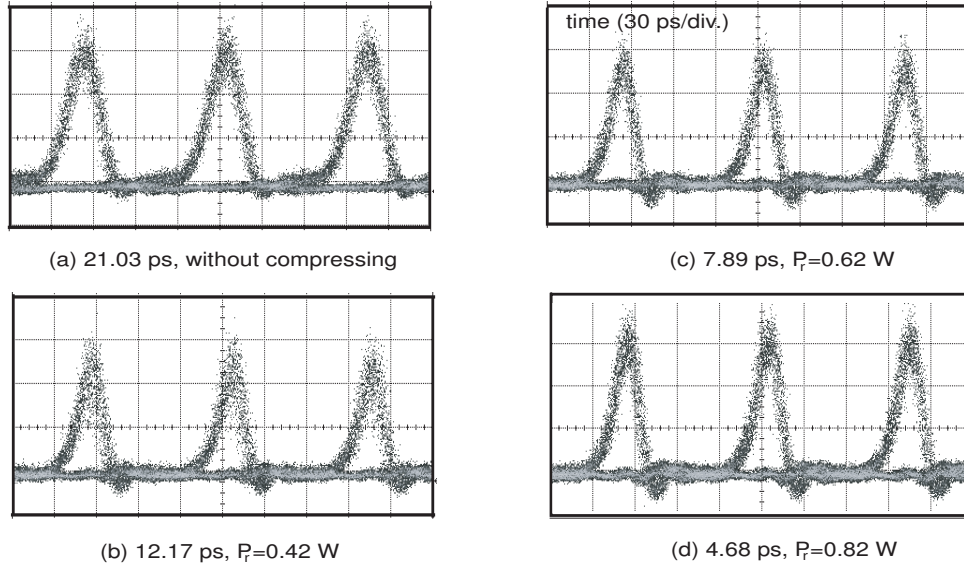 time (30 ps/div.)
(a) 21.03 ps, without compressing
(c) 7.89 ps, Pr=0.62 W
(b) 12.17 ps, Pr=0.42 W
(d) 4.68 ps, Pr=0.82 W